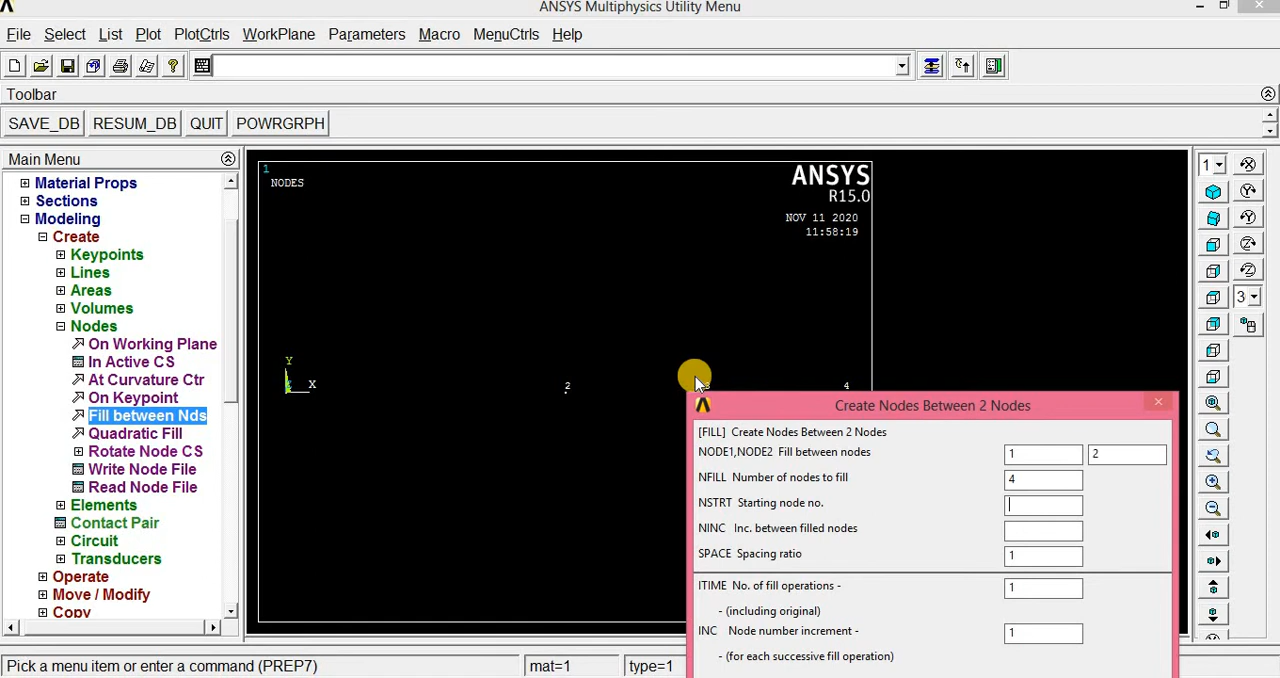 ANSYS Multiphysics Utility Menu
File Select List Plot PlotCtrls WorkPlane Parameters Macro MenuCtrls Help
Toolbar
SAVE_DB RESUM_DB QUIT POWRGRPH
Main Menu
Material Props
Sections
Modeling
Create
Keypoints
Lines
Areas
Volumes
Nodes
On Working Plane
In Active CS
At Curvature Ctr
On Keypoint
Fill between Nds
Quadratic Fill
Rotate Node CS
Write Node File
Read Node File
Elements
Contact Pair
Circuit
Transducers
Operate
Move / Modify
Copy
1
NODES
ANSYS
R15.0
NOV 11 2020
11:58:19
Y
X
2
3
4
1
3
Create Nodes Between 2 Nodes
[FILL] Create Nodes Between 2 Nodes
NODE1,NODE2 Fill between nodes 1 2
NFILL Number of nodes to fill 4
NSTRT Starting node no.
NINC Inc. between filled nodes
SPACE Spacing ratio 1
ITIME No. of fill operations - 1
- (including original)
INC Node number increment - 1
- (for each successive fill operation)
Pick a menu item or enter a command (PREP7) mat=1 type=1